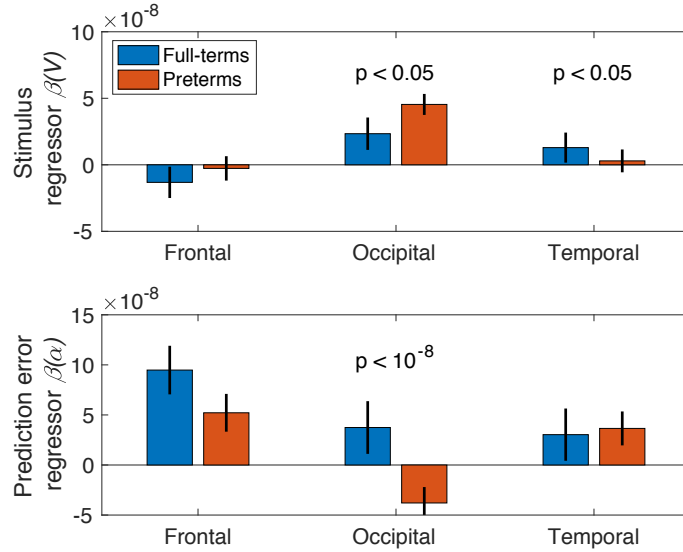 ×10⁻⁸
10
5
0
-5
Stimulus
regressor β(V)
Full-terms
Preterms
p < 0.05
p < 0.05
Frontal
Occipital
Temporal
×10⁻⁸
15
10
5
0
-5
Prediction error
regressor β(α)
p < 10⁻⁸
Frontal
Occipital
Temporal